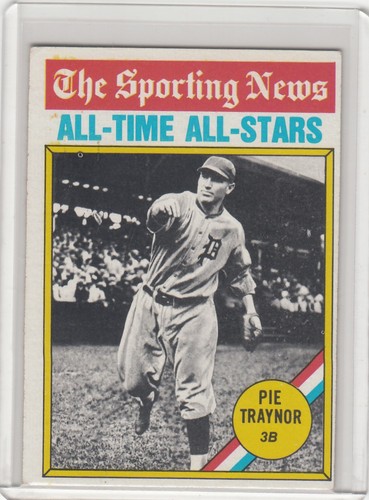 The Sporting News
ALL-TIME ALL-STARS
P
PIE
TRAYNOR
3B